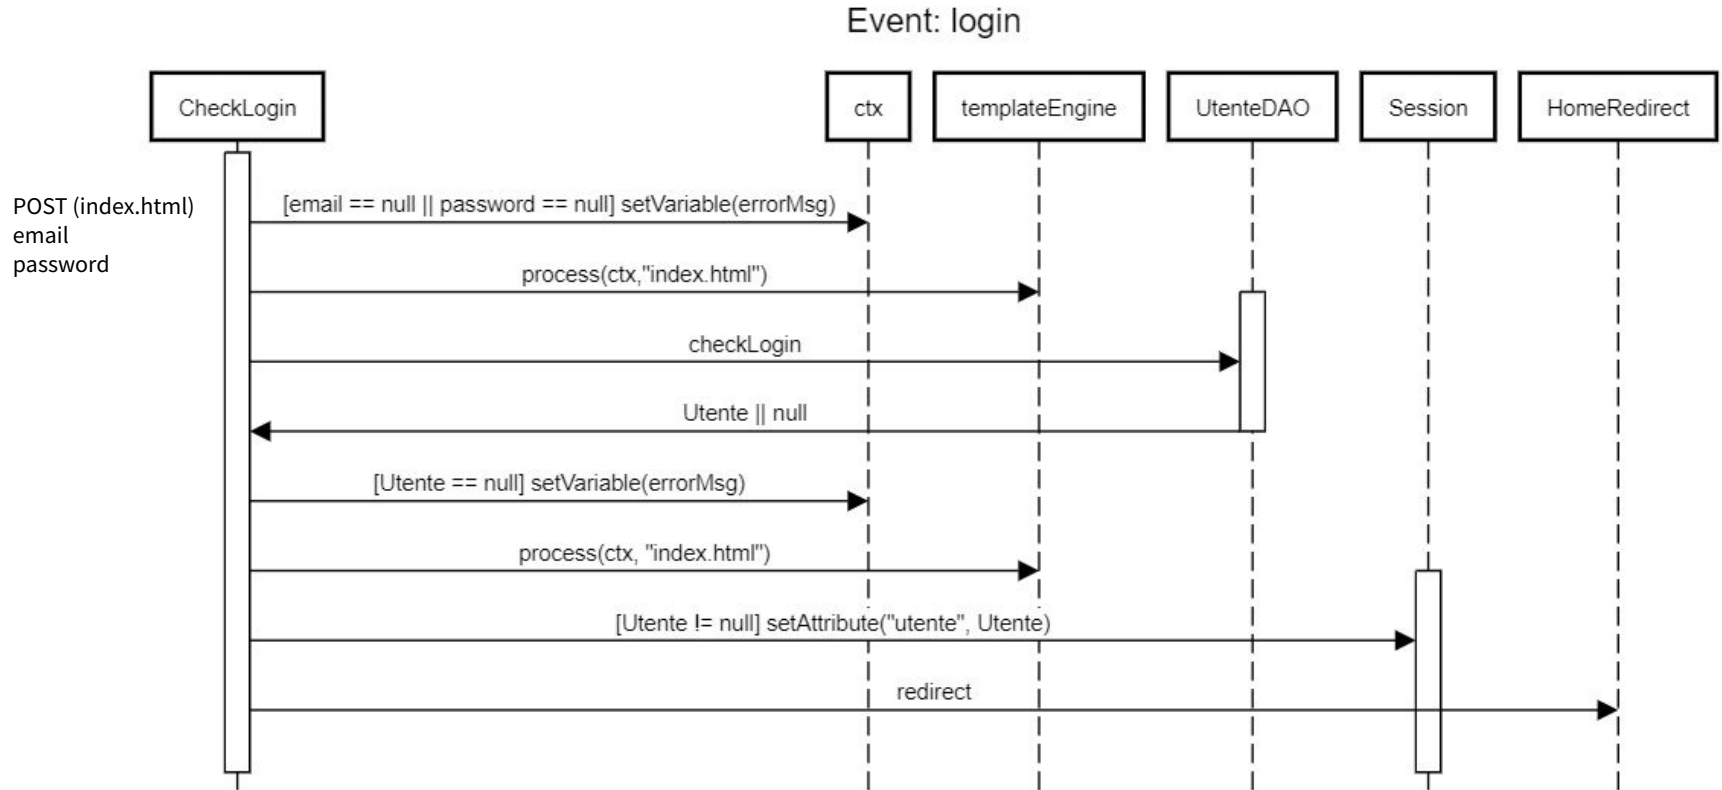 Event: login
CheckLogin
ctx
templateEngine
UtenteDAO
Session
HomeRedirect
POST (index.html)
email
password
[email == null || password == null] setVariable(errorMsg)
process(ctx,"index.html")
checkLogin
Utente || null
[Utente == null] setVariable(errorMsg)
process(ctx, "index.html")
[Utente != null] setAttribute("utente", Utente)
redirect